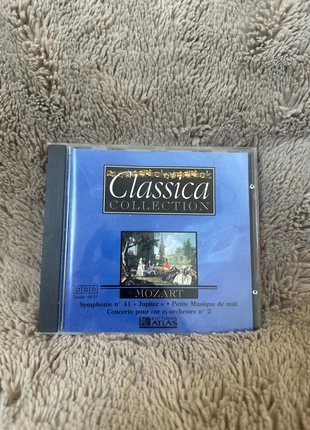 Classica
COLLECTION
MOZART
Symphonie n° 41 « Jupiter » • Petite Musique de nuit
Concerto pour cor et orchestre n° 2
ATLAS